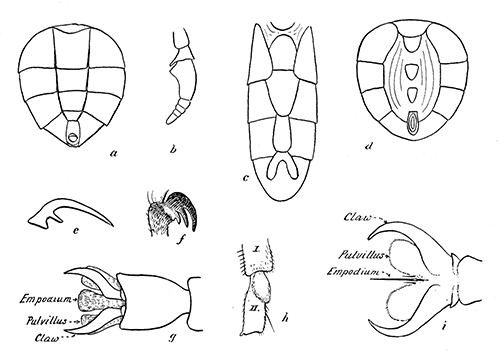 a
b
c
d
e
f
Claw
Pulvillus
Empodium
I.
II.
Empodium
Pulvillus
Claw
g
h
i